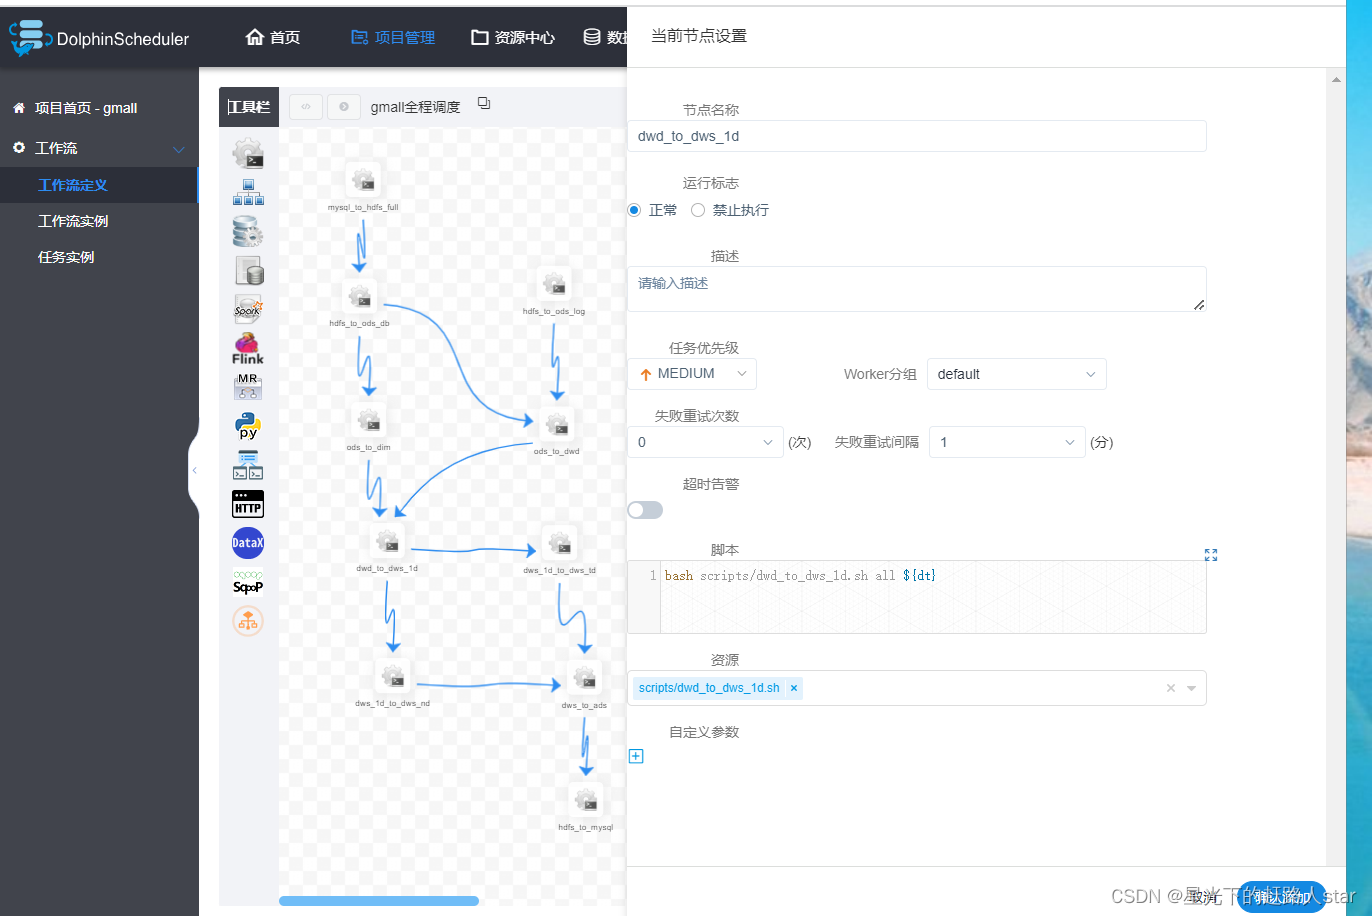 DolphinScheduler
首页
项目管理
资源中心
数据
当前节点设置
项目首页 - gmall
工作流
工作流定义
工作流实例
任务实例
工具栏
gmall全程调度
Spark
Flink
MR
py
HTTP
DataX
Sqoop
mysql_to_hdfs_full
hdfs_to_ods_db
hdfs_to_ods_log
ods_to_dim
ods_to_dwd
dwd_to_dws_1d
dws_1d_to_dws_td
dws_1d_to_dws_nd
dws_to_ads
hdfs_to_mysql
节点名称
dwd_to_dws_1d
运行标志
正常 禁止执行
描述
请输入描述
任务优先级
MEDIUM Worker分组 default
失败重试次数
0 (次) 失败重试间隔 1 (分)
超时告警
脚本
1 bash scripts/dwd_to_dws_1d.sh all ${dt}
资源
scripts/dwd_to_dws_1d.sh ×
自定义参数
取消 确认添加
CSDN @星光下的赶路人star